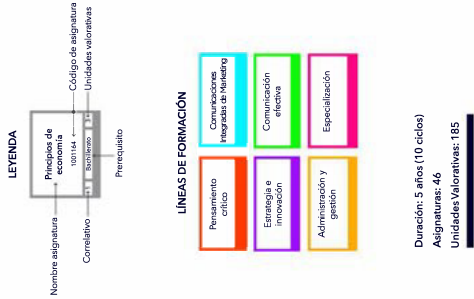 LEYENDA
Nombre asignatura
Correlativo
Principios de
economía
1001164
1
Bachillerato
3
Código de asignatura
Unidades valorativas
Prerequisito
LÍNEAS DE FORMACIÓN
Pensamiento
crítico
Comunicaciones
Integradas de Marketing
Estrategia e
innovación
Comunicación
efectiva
Administración y
gestión
Especialización
Duración: 5 años (10 ciclos)
Asignaturas: 46
Unidades Valorativas: 185